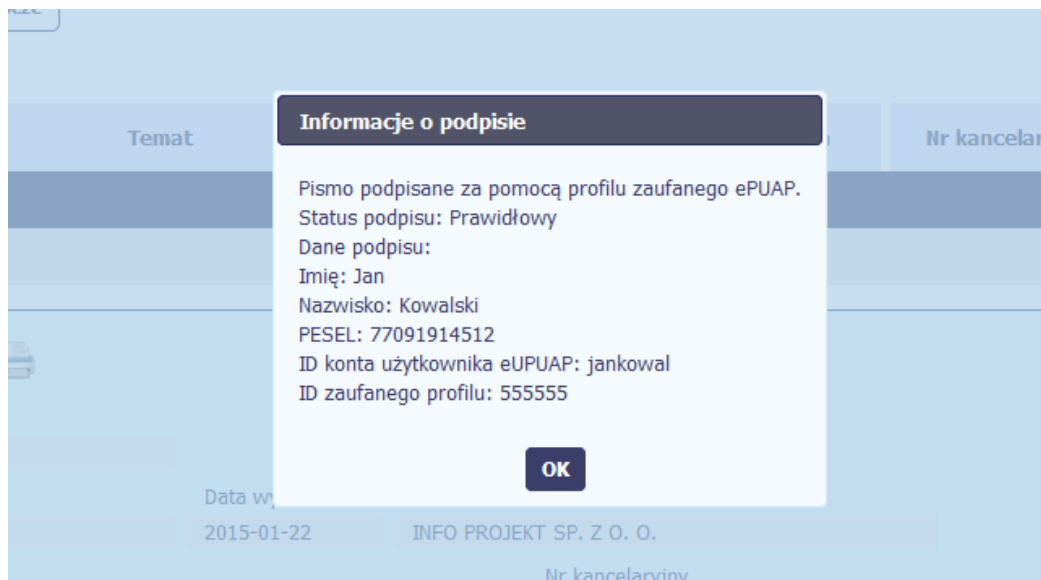 Temat
Informacje o podpisie
Pismo podpisane za pomocą profilu zaufanego ePUAP.
Status podpisu: Prawidłowy
Dane podpisu:
Imię: Jan
Nazwisko: Kowalski
PESEL: 77091914512
ID konta użytkownika eUPUAP: jankowal
ID zaufanego profilu: 555555
OK
Data
2015-01-22
INFO PROJEKT SP. Z O. O.
Nr kancelaryjny